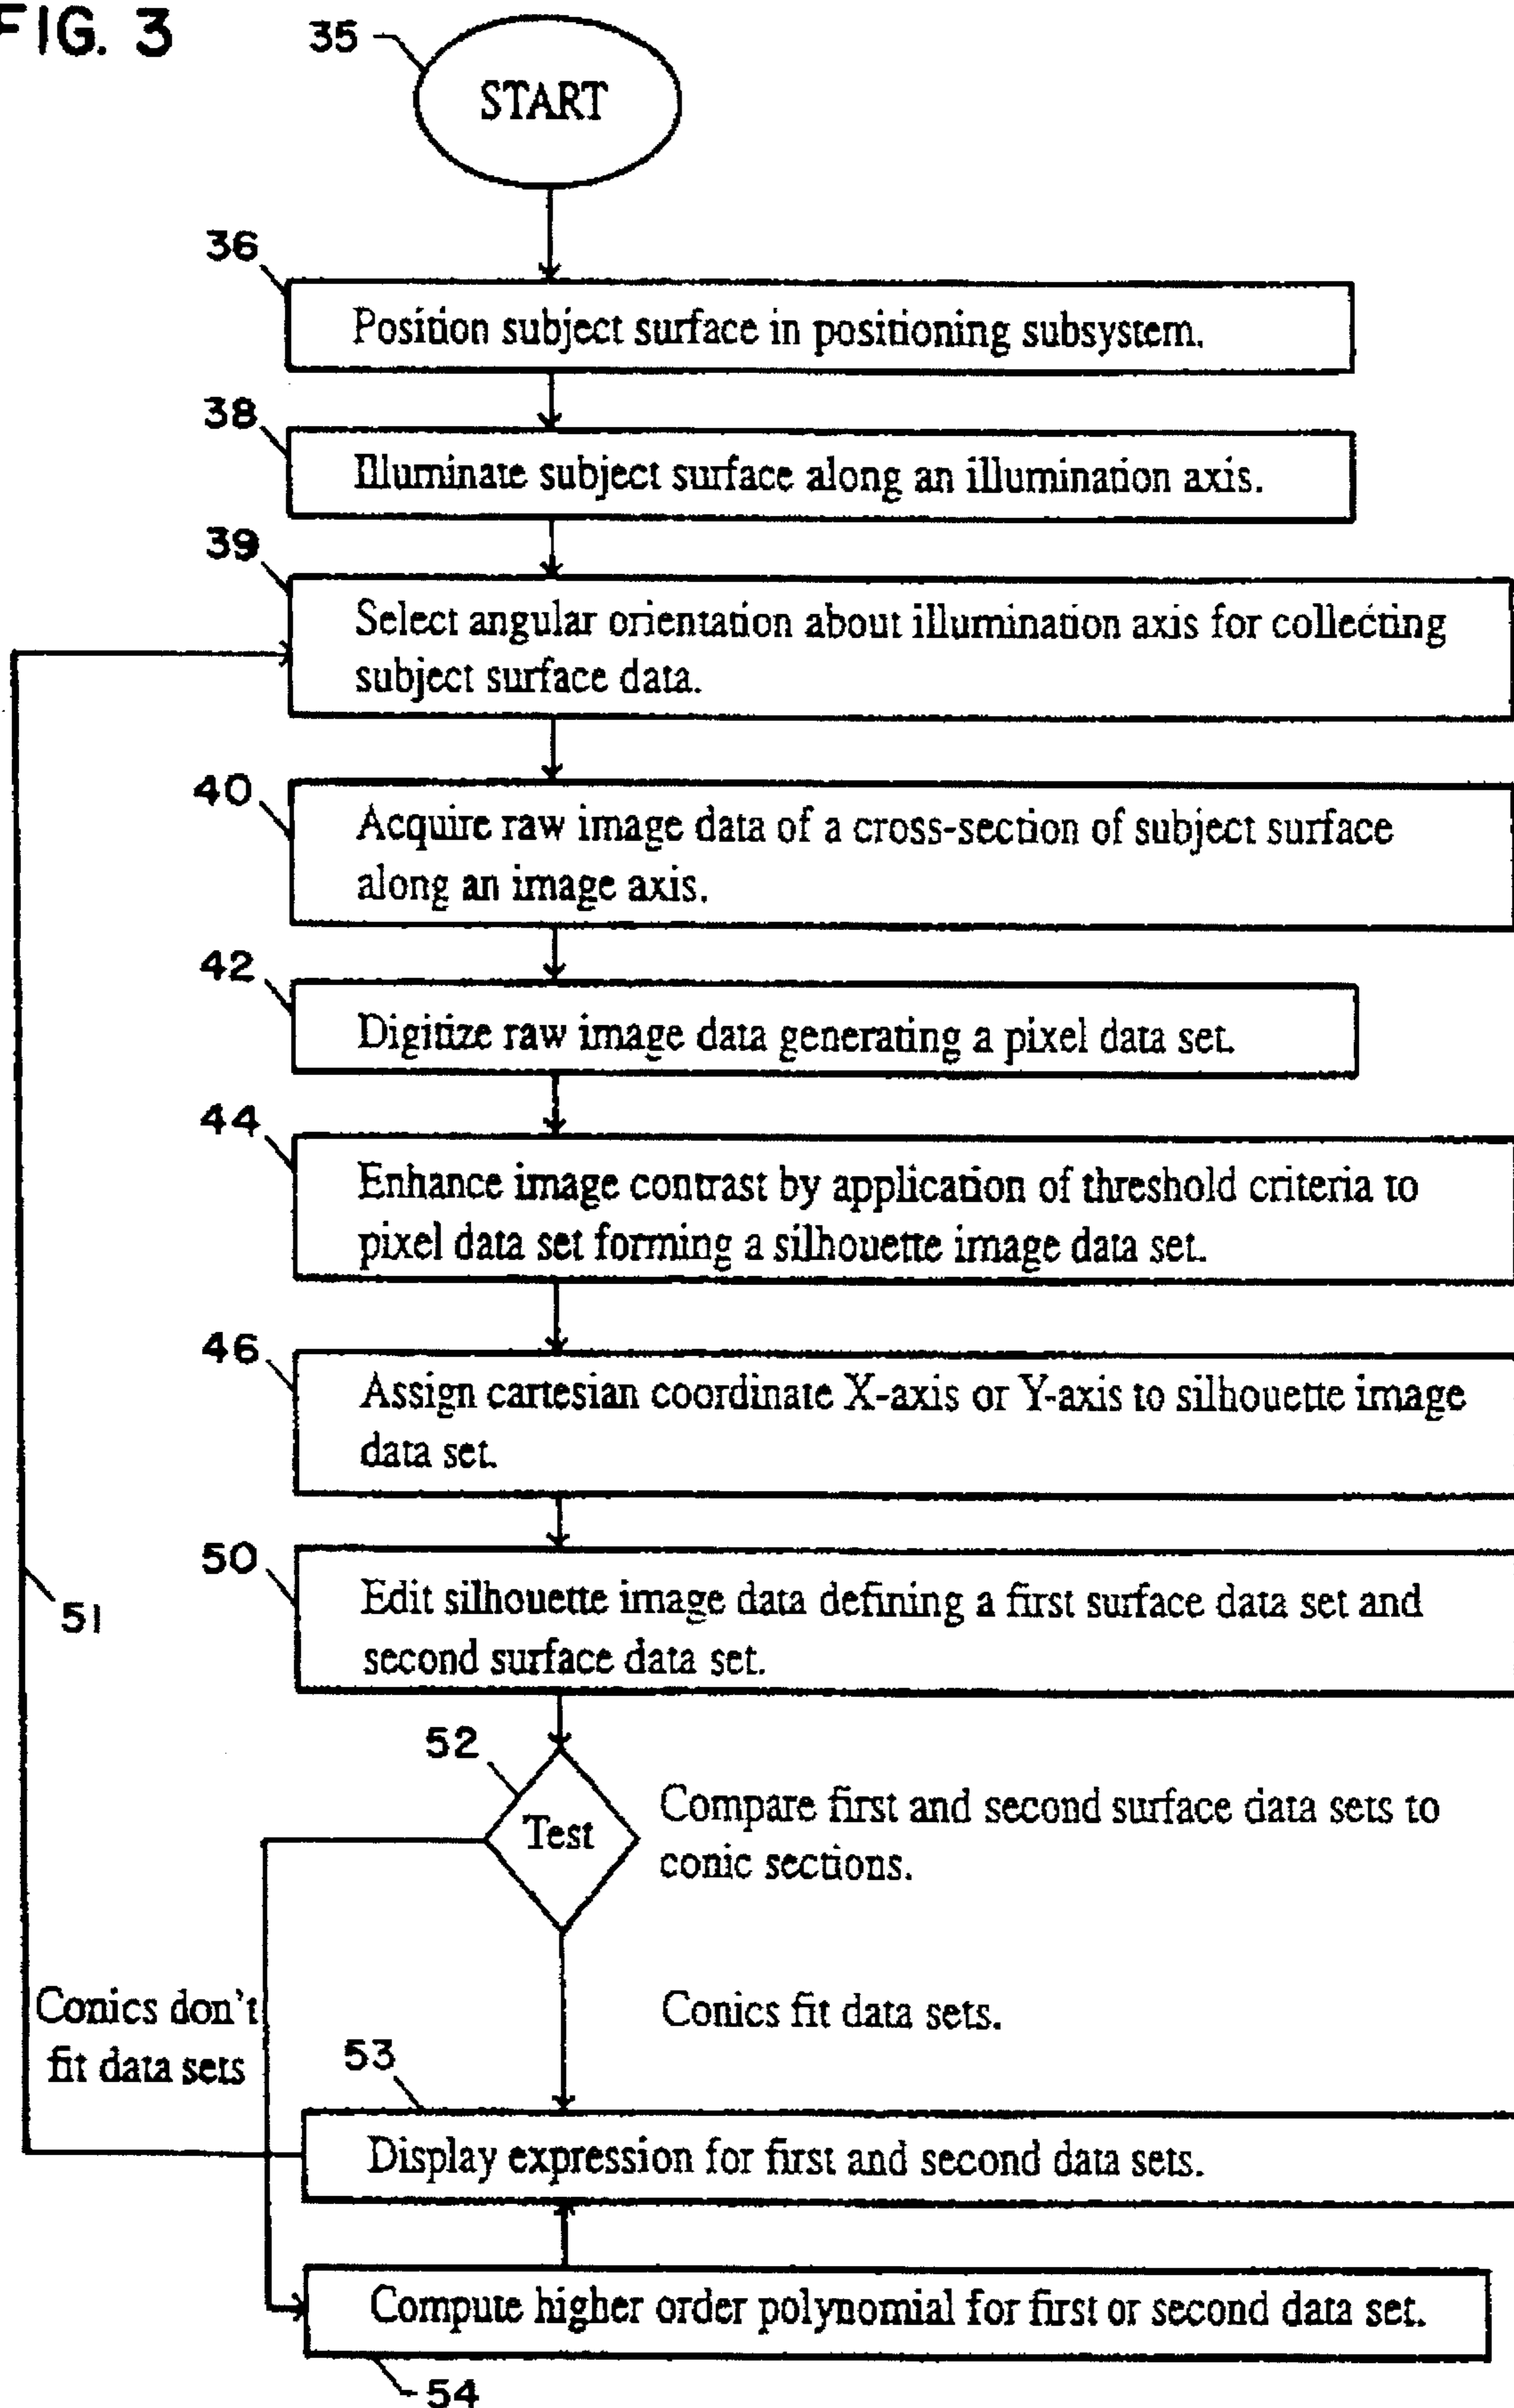 FIG. 3
35
START
36
Position subject surface in positioning subsystem.
38
Illuminate subject surface along an illumination axis.
39
Select angular orientation about illumination axis for collecting
subject surface data.
40
Acquire raw image data of a cross-section of subject surface
along an image axis.
42
Digitize raw image data generating a pixel data set.
44
Enhance image contrast by application of threshold criteria to
pixel data set forming a silhouette image data set.
46
Assign cartesian coordinate X-axis or Y-axis to silhouette image
data set.
50
Edit silhouette image data defining a first surface data set and
second surface data set.
51
52
Test
Compare first and second surface data sets to
conic sections.
Conics don't
fit data sets
Conics fit data sets.
53
Display expression for first and second data sets.
Compute higher order polynomial for first or second data set.
54